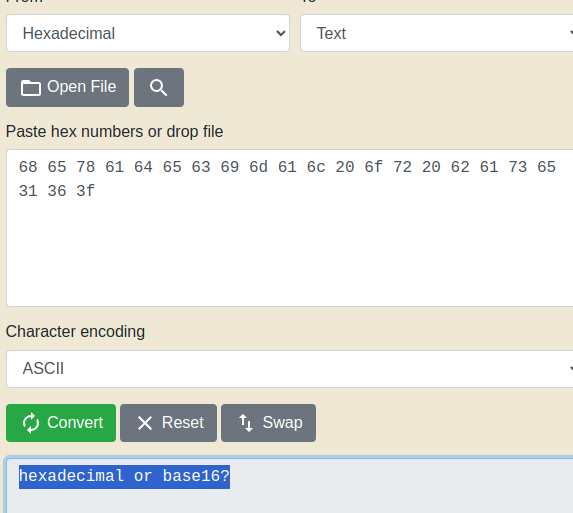 Hexadecimal
Text
Open File
Paste hex numbers or drop file
68 65 78 61 64 65 63 69 6d 61 6c 20 6f 72 20 62 61 73 65
31 36 3f
Character encoding
ASCII
Convert Reset Swap
hexadecimal or base16?